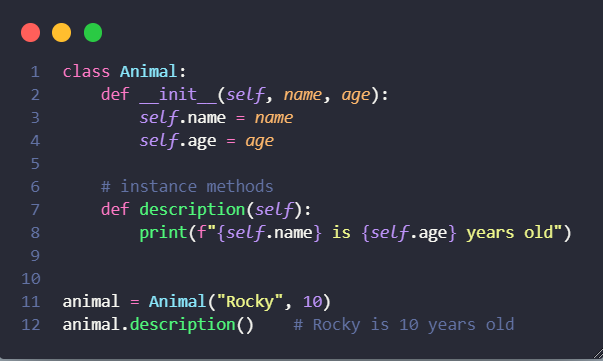 1 class Animal:
2     def __init__(self, name, age):
3         self.name = name
4         self.age = age
5
6     # instance methods
7     def description(self):
8         print(f"{self.name} is {self.age} years old")
9
10
11 animal = Animal("Rocky", 10)
12 animal.description()    # Rocky is 10 years old